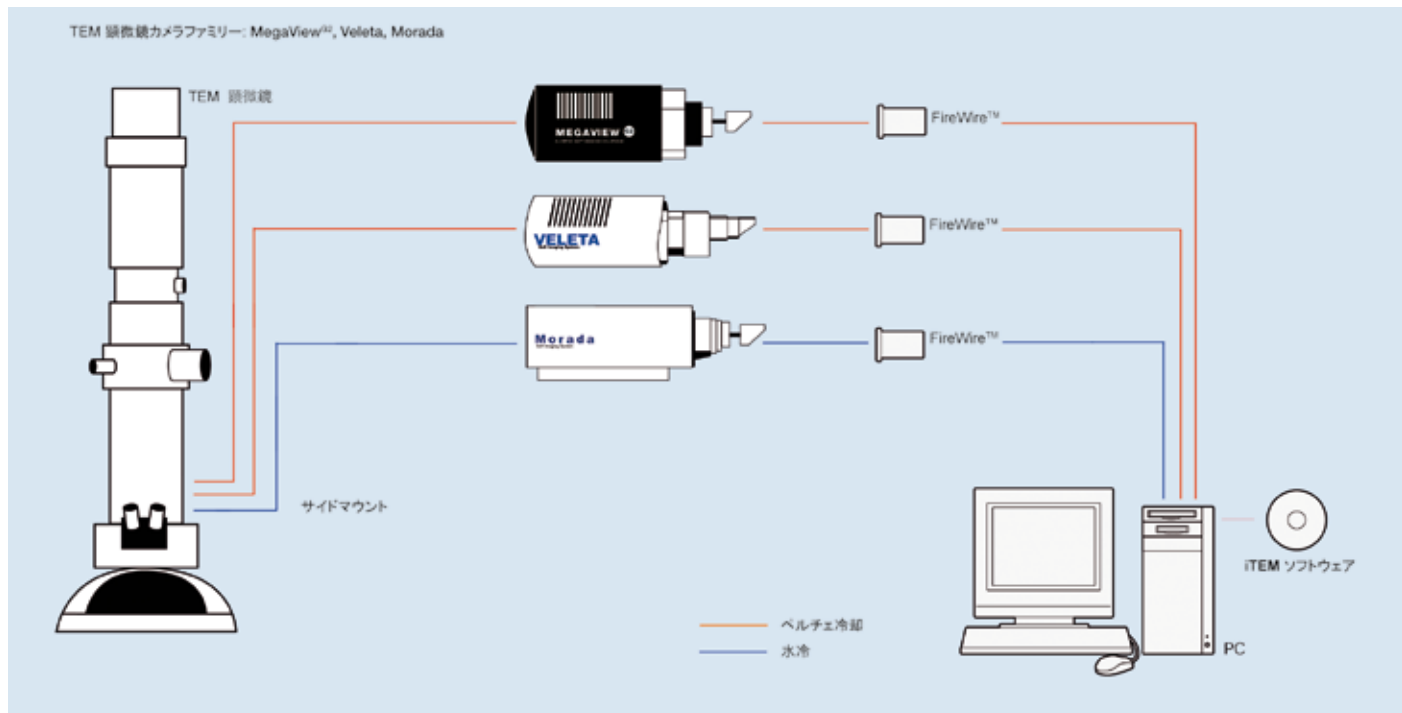 TEM 顕微鏡カメラファミリー: MegaViewG2, Veleta, Morada
TEM 顕微鏡
MEGAVIEW
FireWire™
VELETA
FireWire™
Morada
FireWire™
サイドマウント
iTEM ソフトウェア
ペルチェ冷却
水冷
PC